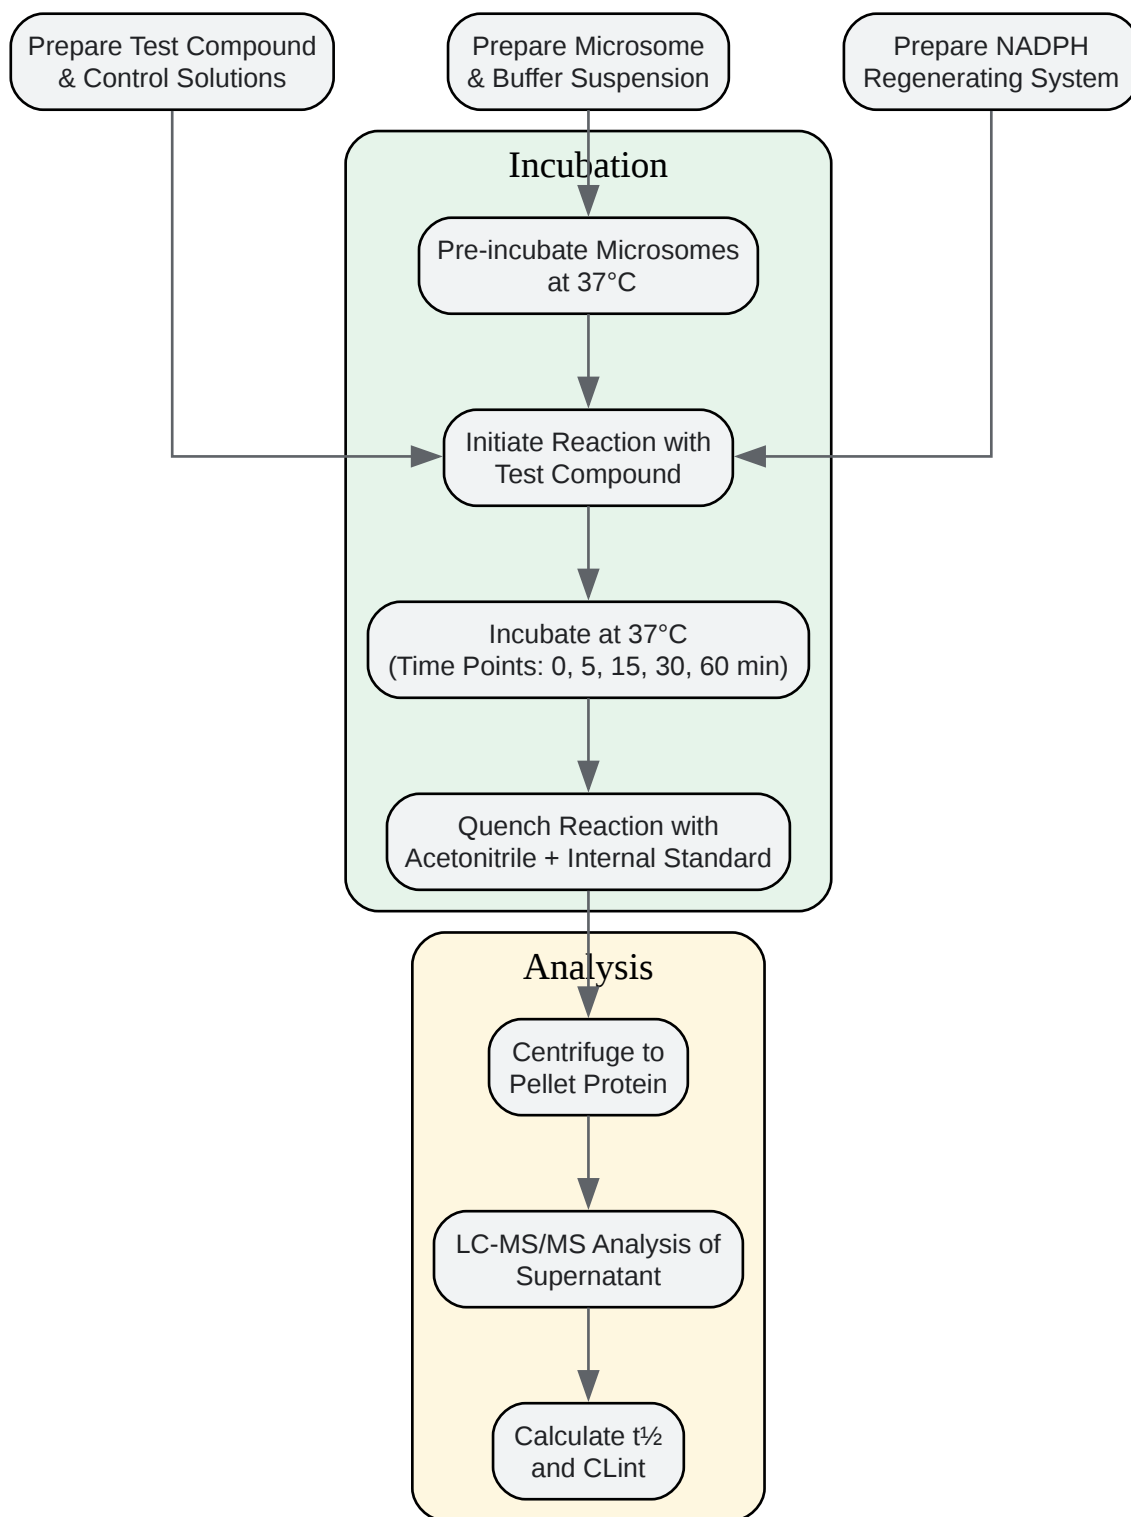 Prepare Test Compound
& Control Solutions
Prepare Microsome
& Buffer Suspension
Prepare NADPH
Regenerating System
Incubation
Pre-incubate Microsomes
at 37°C
Initiate Reaction with
Test Compound
Incubate at 37°C
(Time Points: 0, 5, 15, 30, 60 min)
Quench Reaction with
Acetonitrile + Internal Standard
Analysis
Centrifuge to
Pellet Protein
LC-MS/MS Analysis of
Supernatant
Calculate t½
and CLint